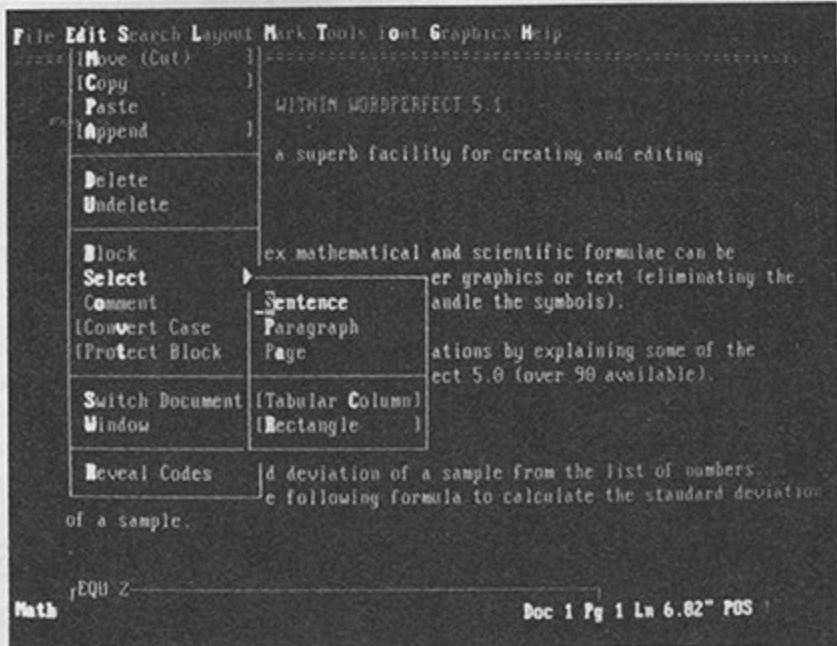 File Edit Search Layout Mark Tools Font Graphics Help
[Move (Cut) ]
[Copy ]
Paste
WITHIN WORDPERFECT 5.1
[Append ]
a superb facility for creating and editing
Delete
Undelete
Block
ex mathematical and scientific formulae can be
Select
er graphics or text (eliminating the
Comment
Sentence
andle the symbols).
[Convert Case
Paragraph
[Protect Block
Page
ations by explaining some of the
ect 5.0 (over 90 available).
Switch Document
[Tabular Column]
Window
[Rectangle ]
Reveal Codes
d deviation of a sample from the list of numbers.
e following formula to calculate the standard deviation
of a sample.
EQU 2
Math
Doc 1 Pg 1 Ln 6.82" POS